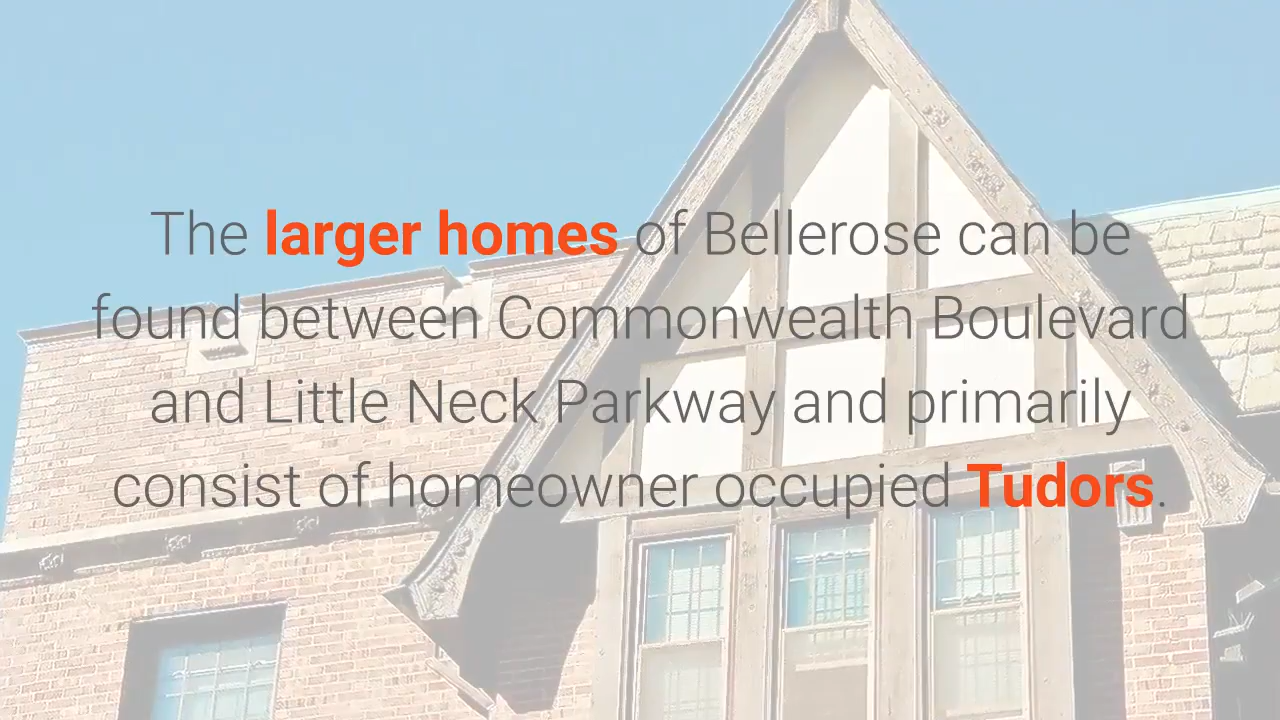 The larger homes of Bellerose can be
found between Commonwealth Boulevard
and Little Neck Parkway and primarily
consist of homeowner occupied Tudors.